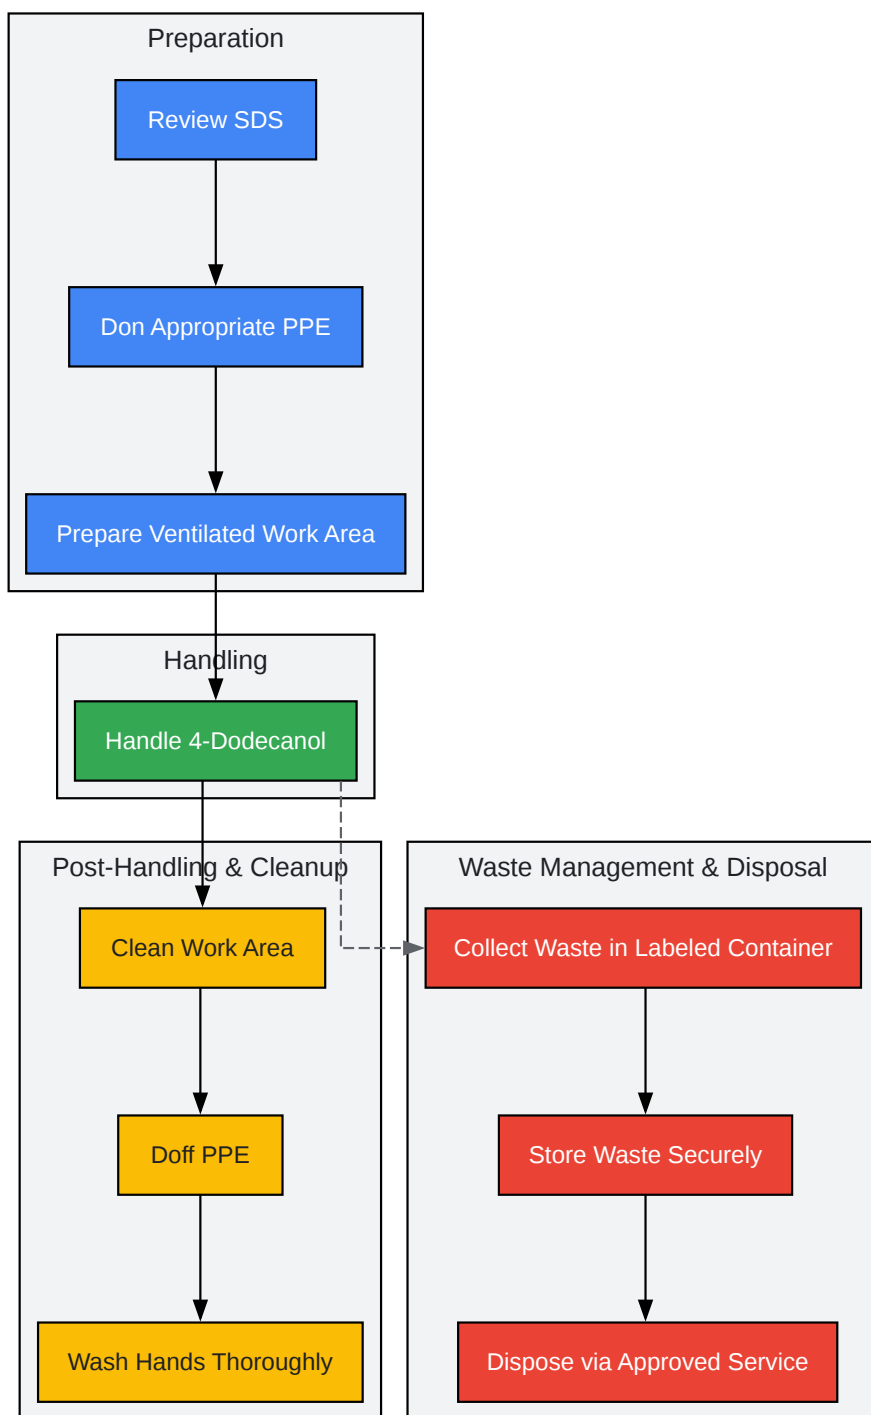 Preparation
Review SDS
Don Appropriate PPE
Prepare Ventilated Work Area
Handling
Handle 4-Dodecanol
Post-Handling & Cleanup
Clean Work Area
Doff PPE
Wash Hands Thoroughly
Waste Management & Disposal
Collect Waste in Labeled Container
Store Waste Securely
Dispose via Approved Service